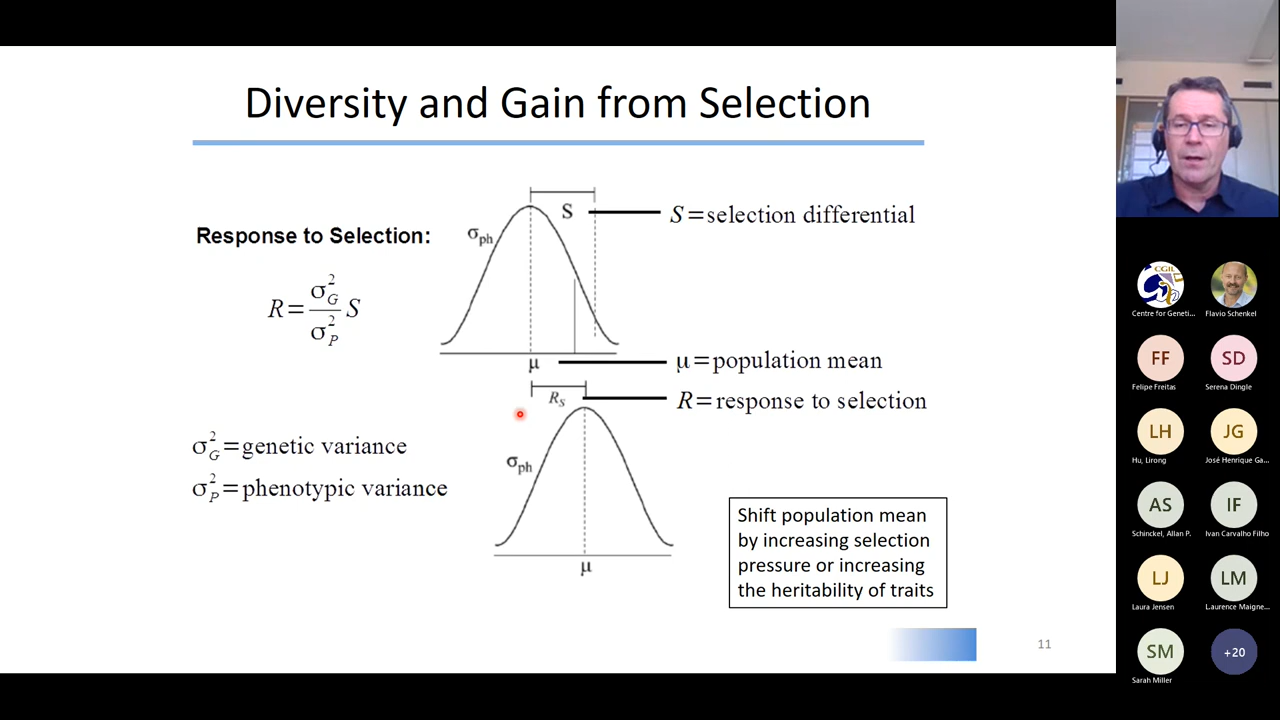 Diversity and Gain from Selection
Response to Selection:
R = σ²G / σ²P S
σ²G = genetic variance
σ²P = phenotypic variance
σph
S
S = selection differential
μ
μ = population mean
RS
R = response to selection
σph
μ
Shift population mean
by increasing selection
pressure or increasing
the heritability of traits
11
CGIL
Centre for Geneti...
Flavio Schenkel
FF
Felipe Freitas
SD
Serena Dingle
LH
Hu, Lirong
JG
José Henrique Ga...
AS
Schinckel, Allan P.
IF
Ivan Carvalho Filho
LJ
Laura Jensen
LM
Laurence Maigne...
SM
Sarah Miller
+20